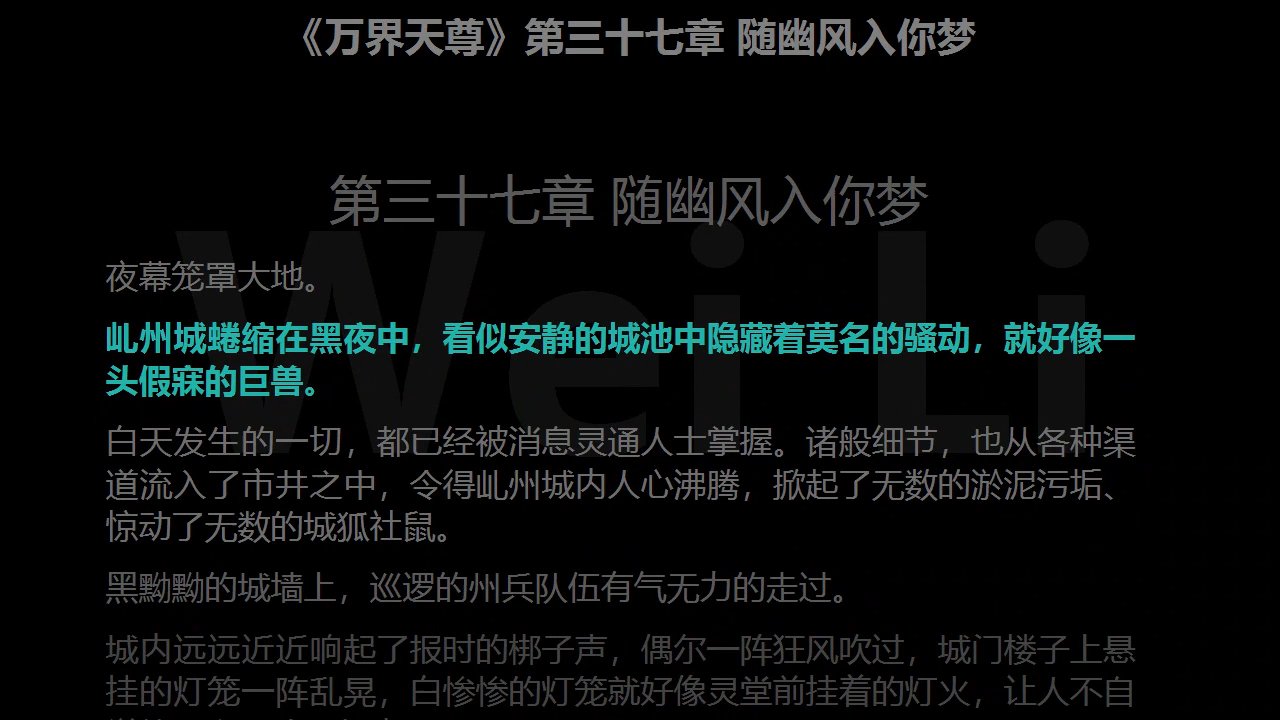 《万界天尊》第三十七章 随幽风入你梦
第三十七章 随幽风入你梦
Wei Li
夜幕笼罩大地。
乢州城蜷缩在黑夜中，看似安静的城池中隐藏着莫名的骚动，就好像一
头假寐的巨兽。
白天发生的一切，都已经被消息灵通人士掌握。诸般细节，也从各种渠
道流入了市井之中，令得乢州城内人心沸腾，掀起了无数的淤泥污垢、
惊动了无数的城狐社鼠。
黑黝黝的城墙上，巡逻的州兵队伍有气无力的走过。
城内远远近近响起了报时的梆子声，偶尔一阵狂风吹过，城门楼子上悬
挂的灯笼一阵乱晃，白惨惨的灯笼就好像灵堂前挂着的灯火，让人不自